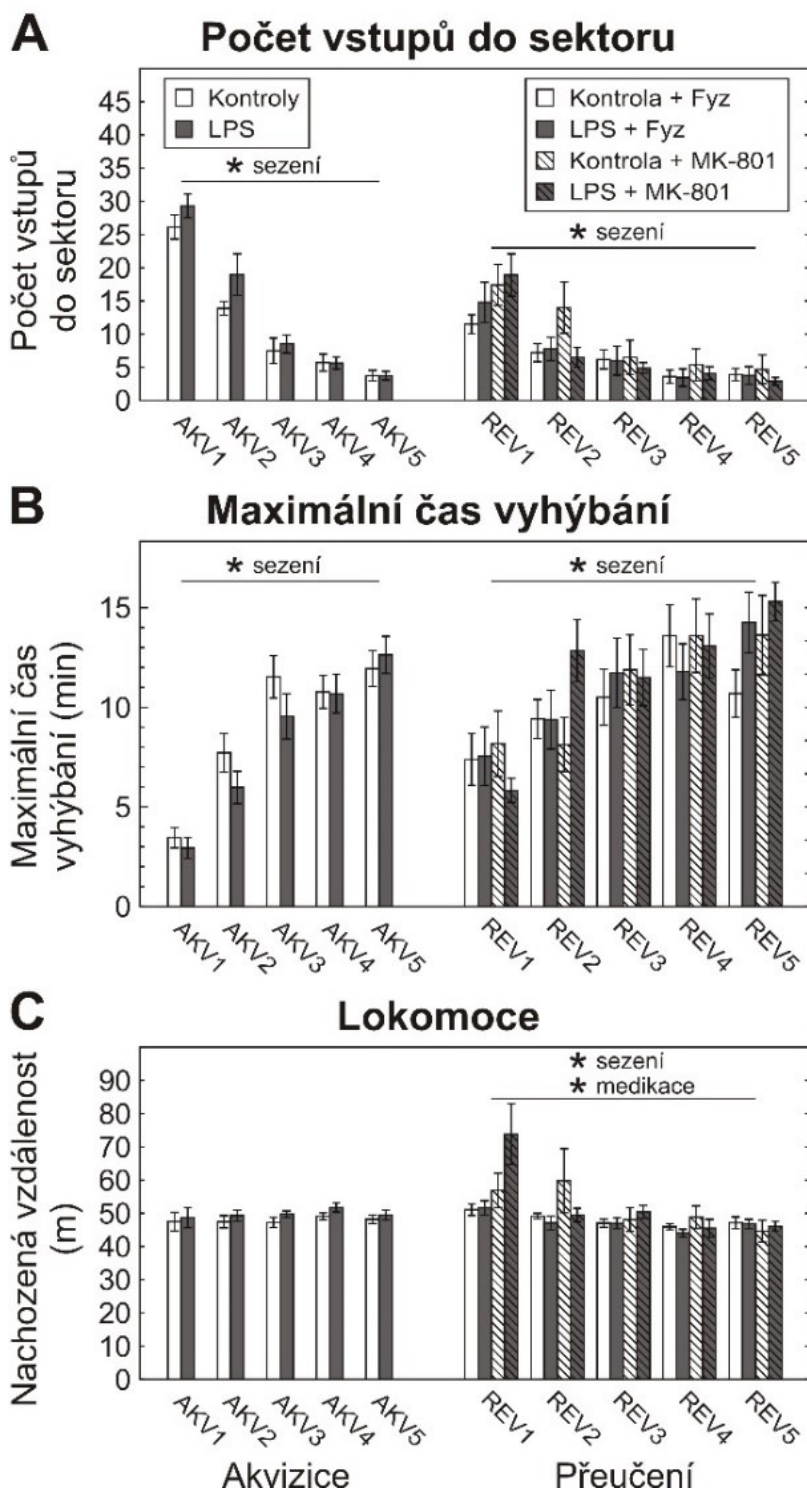 A Počet vstupů do sektoru
Počet vstupů
do sektoru
45
40
35
30
25
20
15
10
5
0
Kontroly
LPS
* sezení
Kontrola + Fyz
LPS + Fyz
Kontrola + MK-801
LPS + MK-801
* sezení
AKV1 AKV2 AKV3 AKV4 AKV5 REV1 REV2 REV3 REV4 REV5
B Maximální čas vyhýbání
Maximální čas
vyhýbání (min)
15
10
5
0
* sezení
* sezení
AKV1 AKV2 AKV3 AKV4 AKV5 REV1 REV2 REV3 REV4 REV5
C Lokomoce
Nachozená vzdálenost
(m)
90
80
70
60
50
40
30
20
10
0
* sezení
* medikace
AKV1 AKV2 AKV3 AKV4 AKV5 REV1 REV2 REV3 REV4 REV5
Akvizice Přeučení